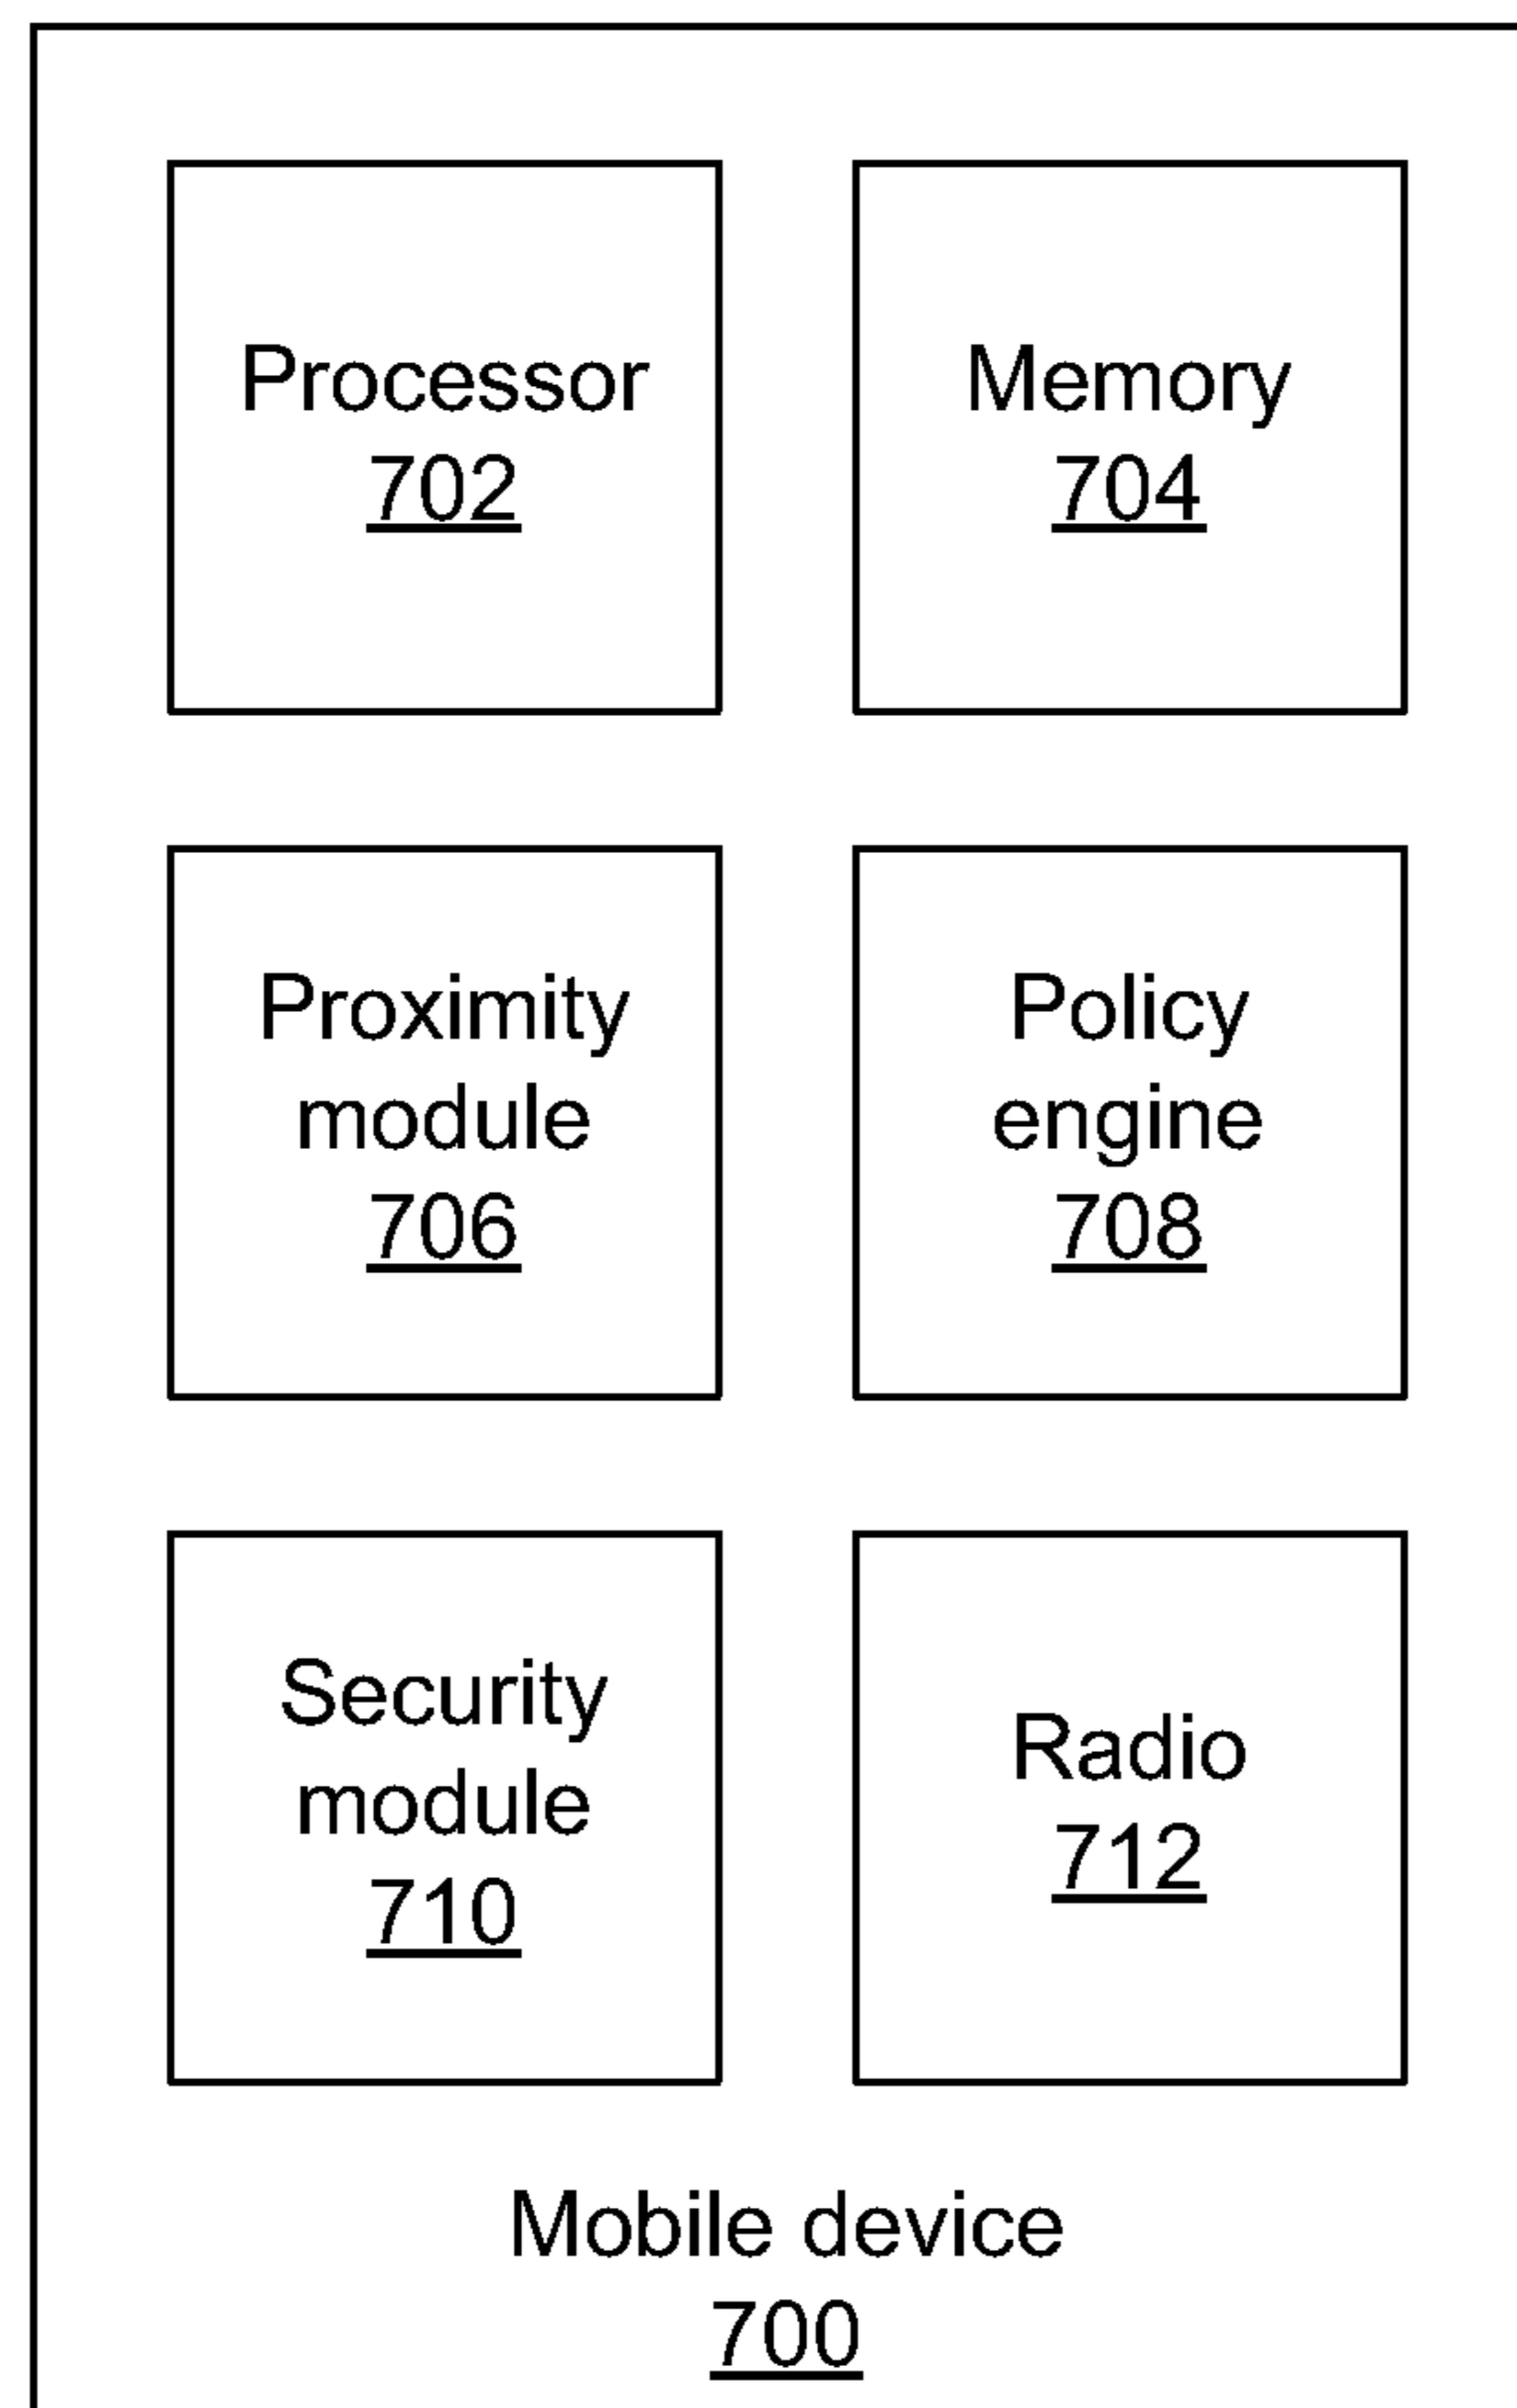 Processor
702
Memory
704
Proximity
module
706
Policy
engine
708
Security
module
710
Radio
712
Mobile device
700